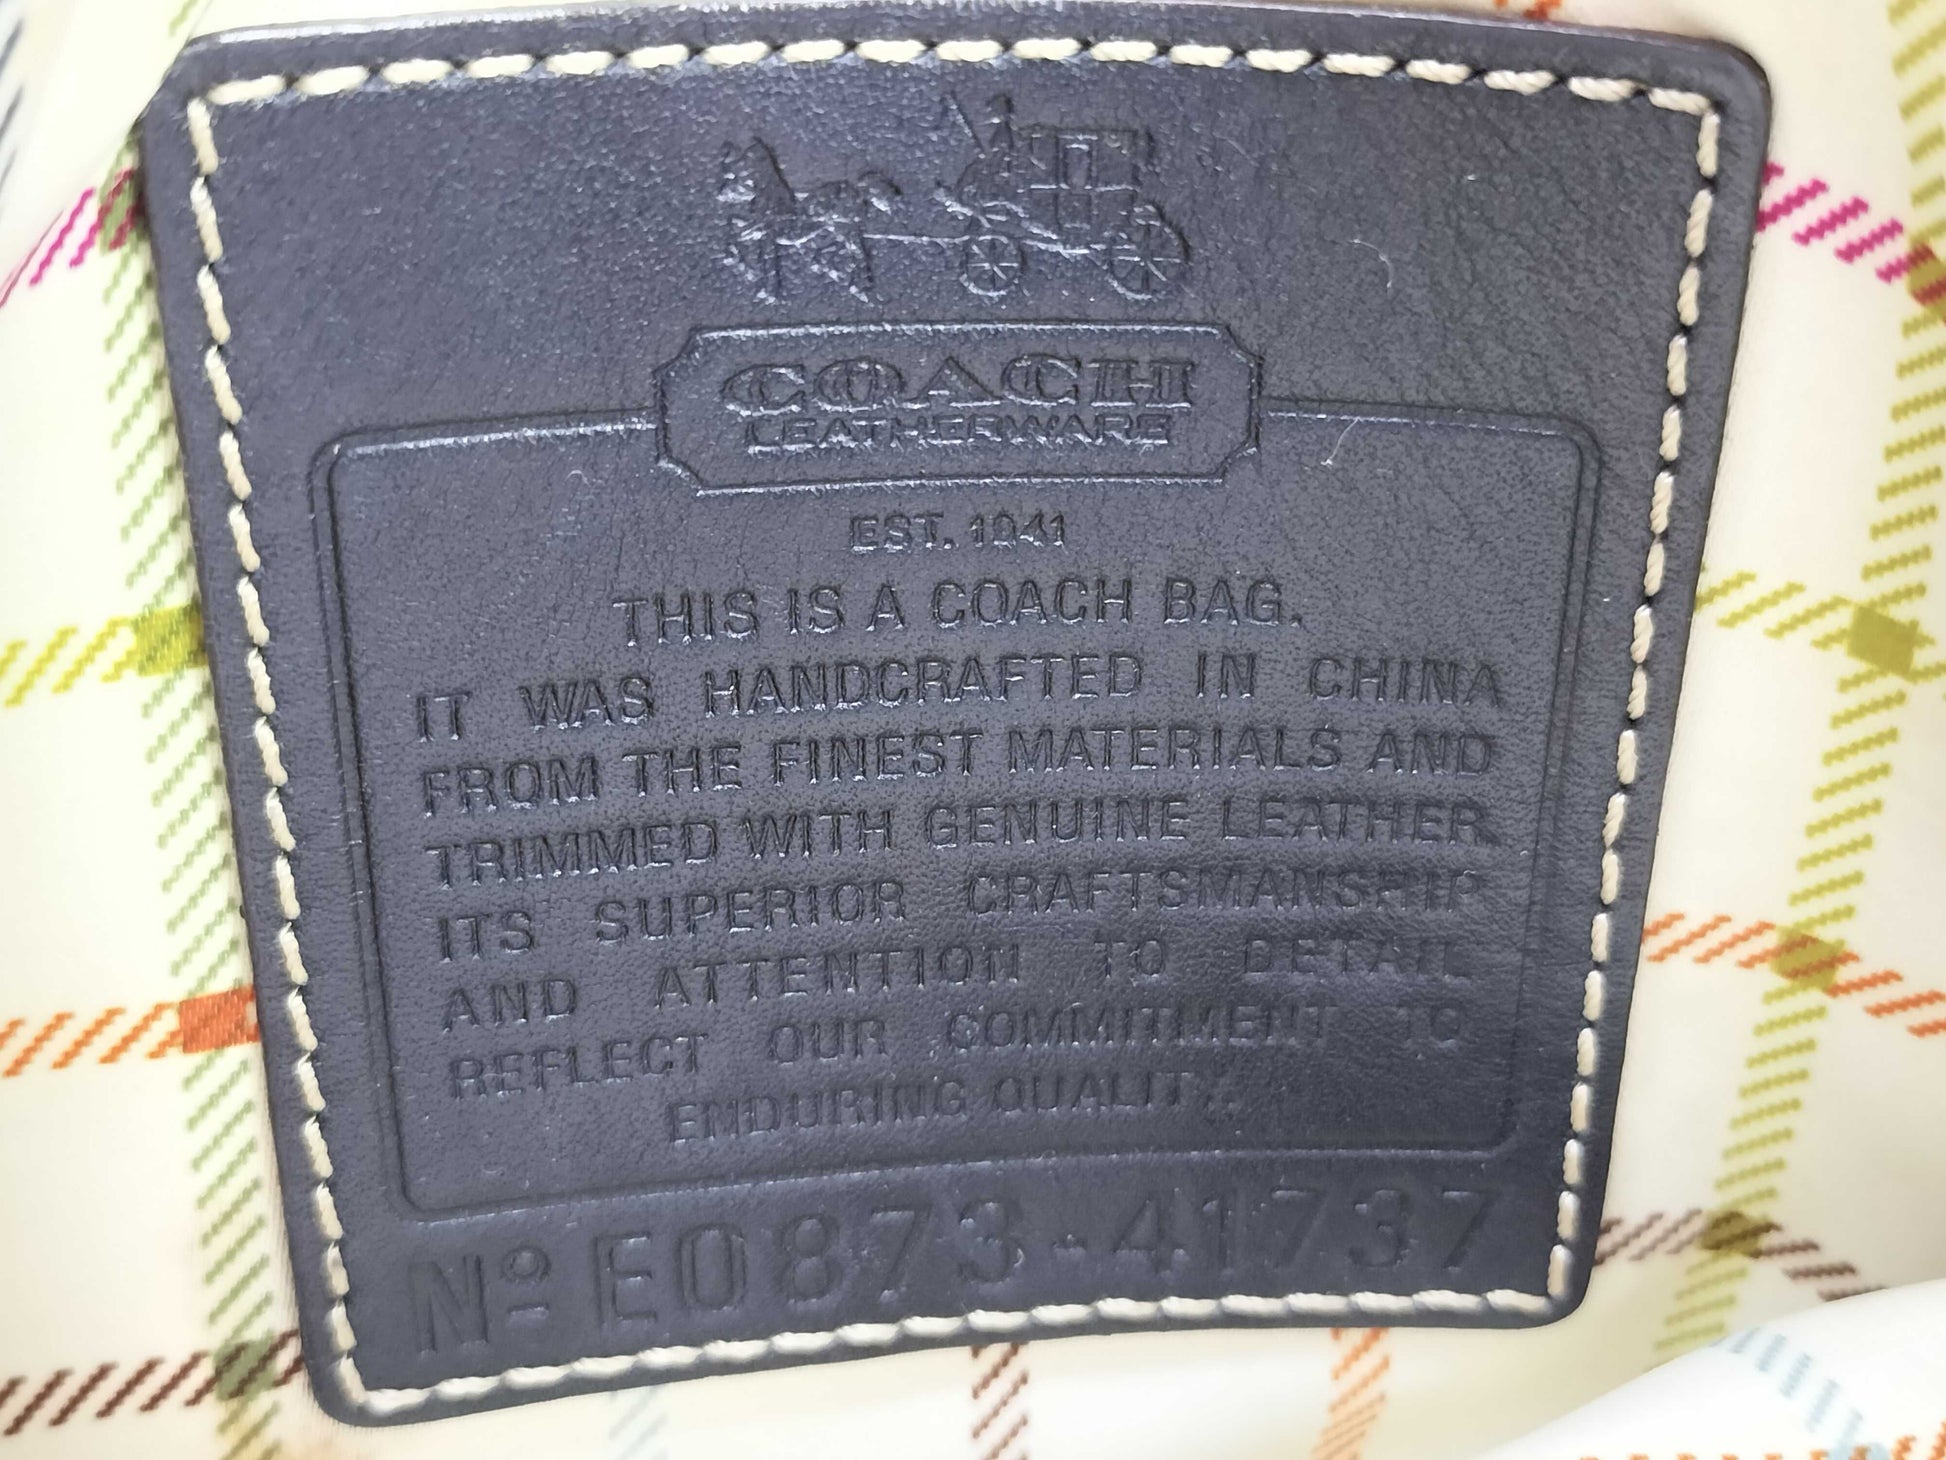 COACH
LEATHERWARE
EST. 1941
THIS IS A COACH BAG.
IT WAS HANDCRAFTED IN CHINA
FROM THE FINEST MATERIALS AND
TRIMMED WITH GENUINE LEATHER.
ITS SUPERIOR CRAFTSMANSHIP
AND ATTENTION TO DETAIL
REFLECT OUR COMMITMENT TO
ENDURING QUALITY.
Nº E0873-41737